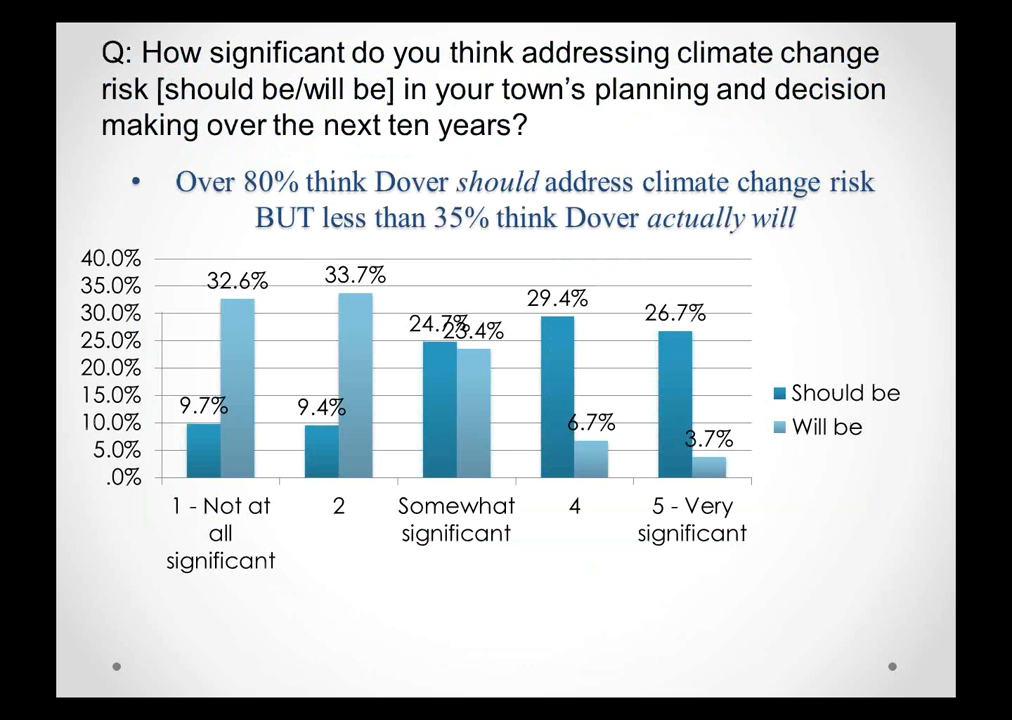 Q: How significant do you think addressing climate change
risk [should be/will be] in your town’s planning and decision
making over the next ten years?
• Over 80% think Dover should address climate change risk
BUT less than 35% think Dover actually will
40.0%
35.0%
30.0%
25.0%
20.0%
15.0%
10.0%
5.0%
.0%
9.7%
32.6%
9.4%
33.7%
24.7%
23.4%
29.4%
6.7%
26.7%
3.7%
1 - Not at
all
significant
2
Somewhat
significant
4
5 - Very
significant
Should be
Will be